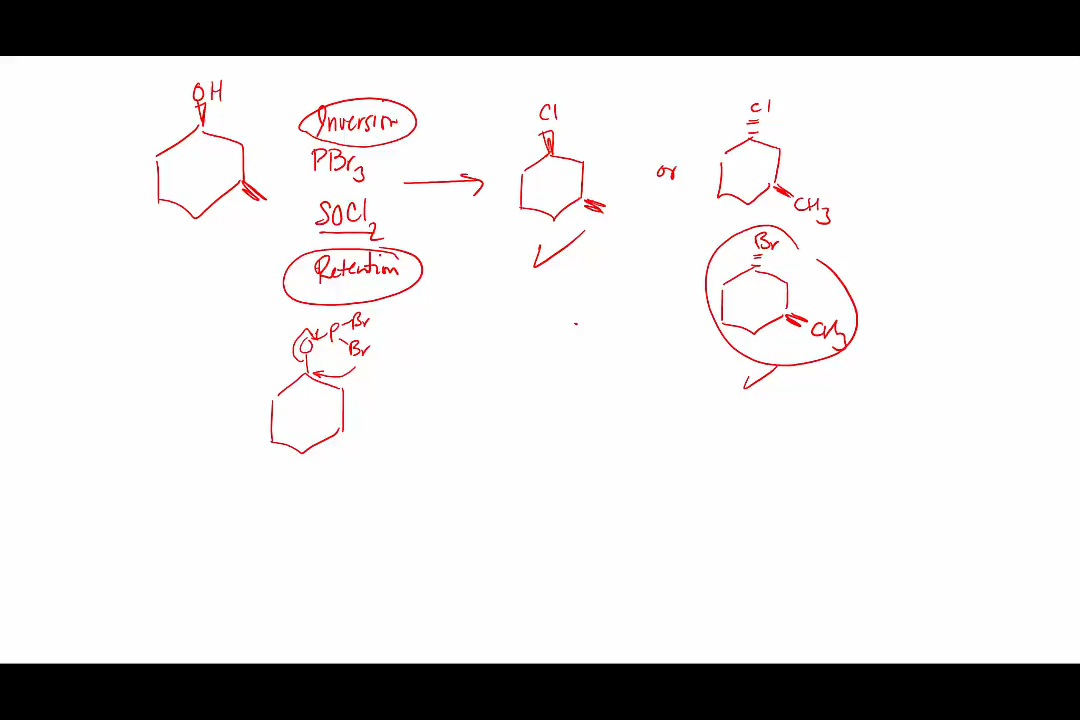 OH
Inversion
PBr3
SOCl2
Retention
Cl
or
Cl
CH3
Br
CH3
P-Br
O
Br